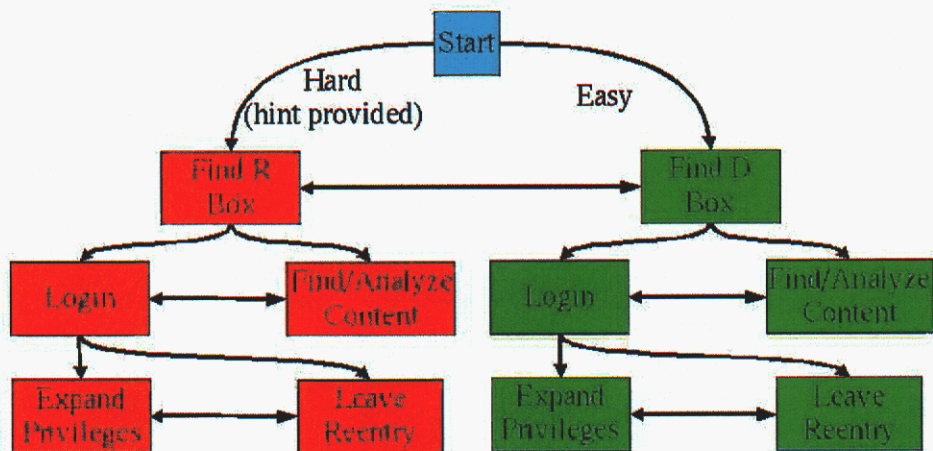 Start
Hard
(hint provided)
Easy
Find R
Box
Find D
Box
Login
Find/Analyze
Content
Login
Find/Analyze
Content
Expand
Privileges
Leave
Reentry
Expand
Privileges
Leave
Reentry